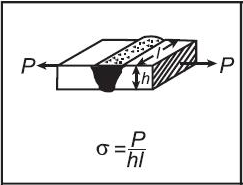 P l P
h
σ = P/hl